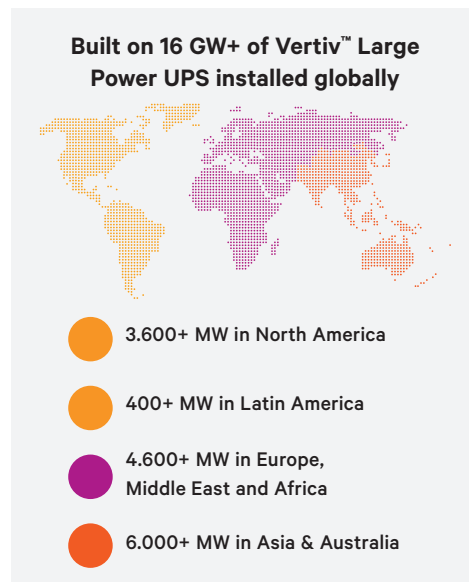 Built on 16 GW+ of Vertiv™ Large
Power UPS installed globally
3.600+ MW in North America
400+ MW in Latin America
4.600+ MW in Europe,
Middle East and Africa
6.000+ MW in Asia & Australia